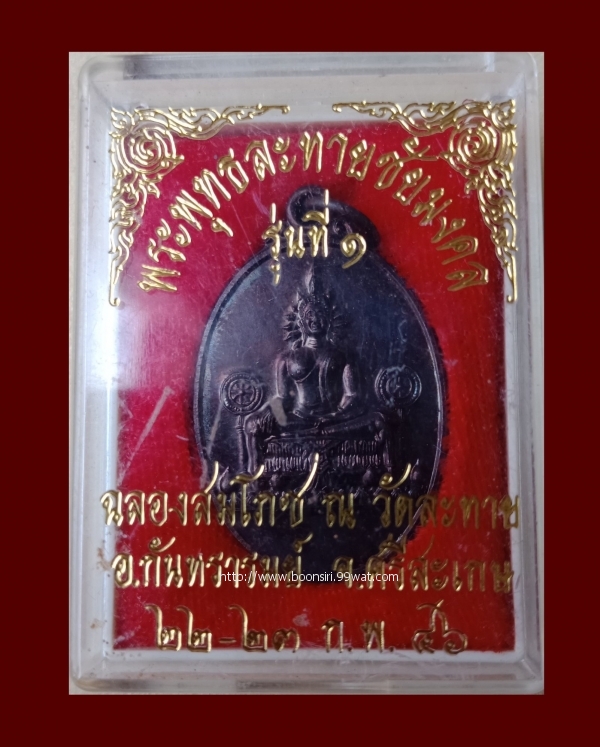 พระพุทธละทายชัยมงคล
รุ่นที่ ๑
ฉลองสมโภช ณ วัดละทาย
อ.กันทรารมย์ จ.ศรีสะเกษ
http://www.boonsiri.99wat.com
๒๒-๒๓ ก.พ. ๔๖